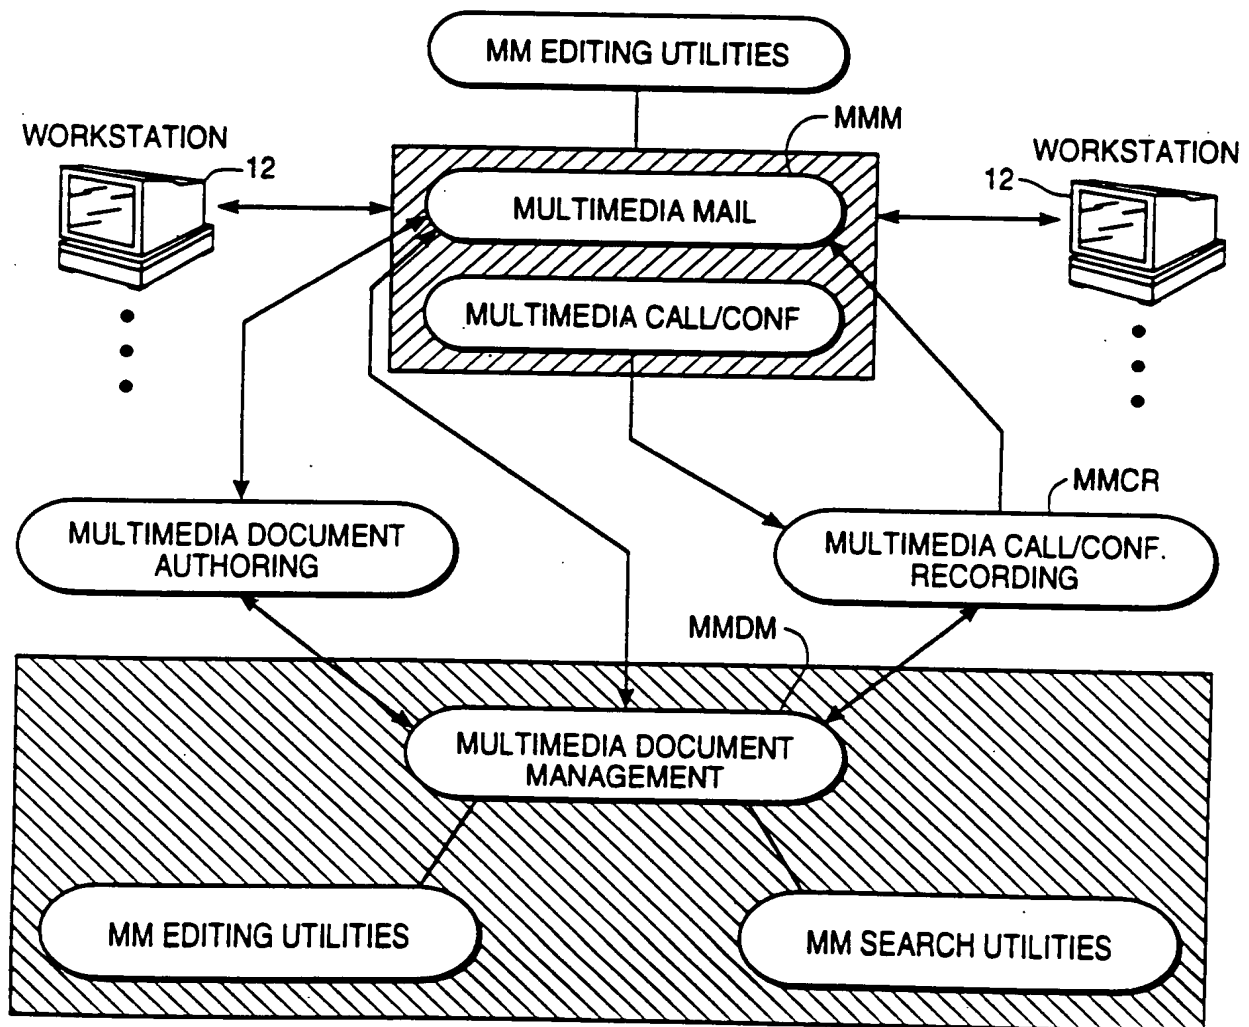 MM EDITING UTILITIES
MMM
WORKSTATION
12
WORKSTATION
12
MULTIMEDIA MAIL
MULTIMEDIA CALL/CONF
MMCR
MULTIMEDIA DOCUMENT
AUTHORING
MULTIMEDIA CALL/CONF.
RECORDING
MMDM
MULTIMEDIA DOCUMENT
MANAGEMENT
MM EDITING UTILITIES
MM SEARCH UTILITIES